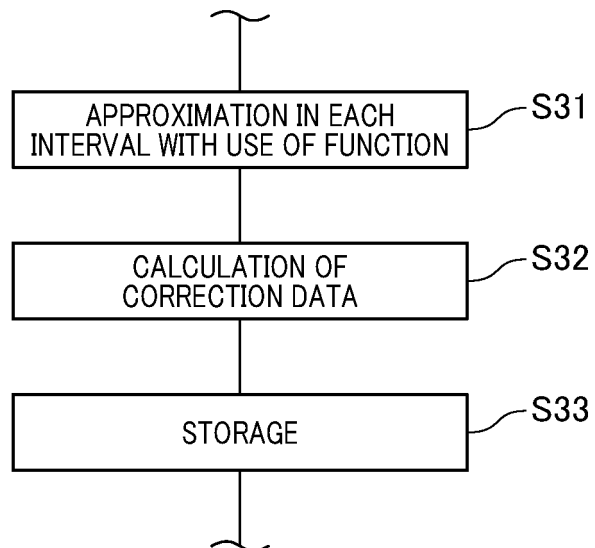 APPROXIMATION IN EACH
INTERVAL WITH USE OF FUNCTION
S31
CALCULATION OF
CORRECTION DATA
S32
STORAGE
S33